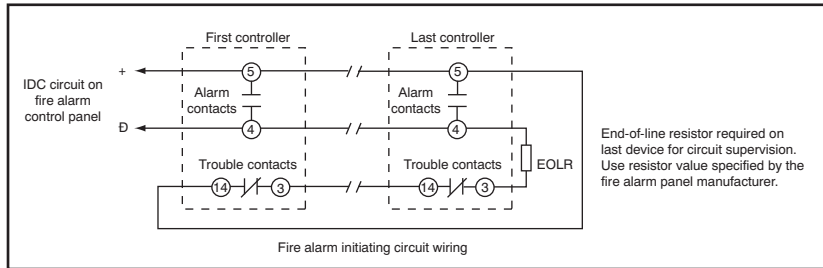 First controller
Last controller
IDC circuit on
fire alarm
control panel
+
5
5
Alarm
contacts
Alarm
contacts
Đ
4
4
Trouble contacts
Trouble contacts
EOLR
14
3
14
3
End-of-line resistor required on
last device for circuit supervision.
Use resistor value specified by the
fire alarm panel manufacturer.
Fire alarm initiating circuit wiring